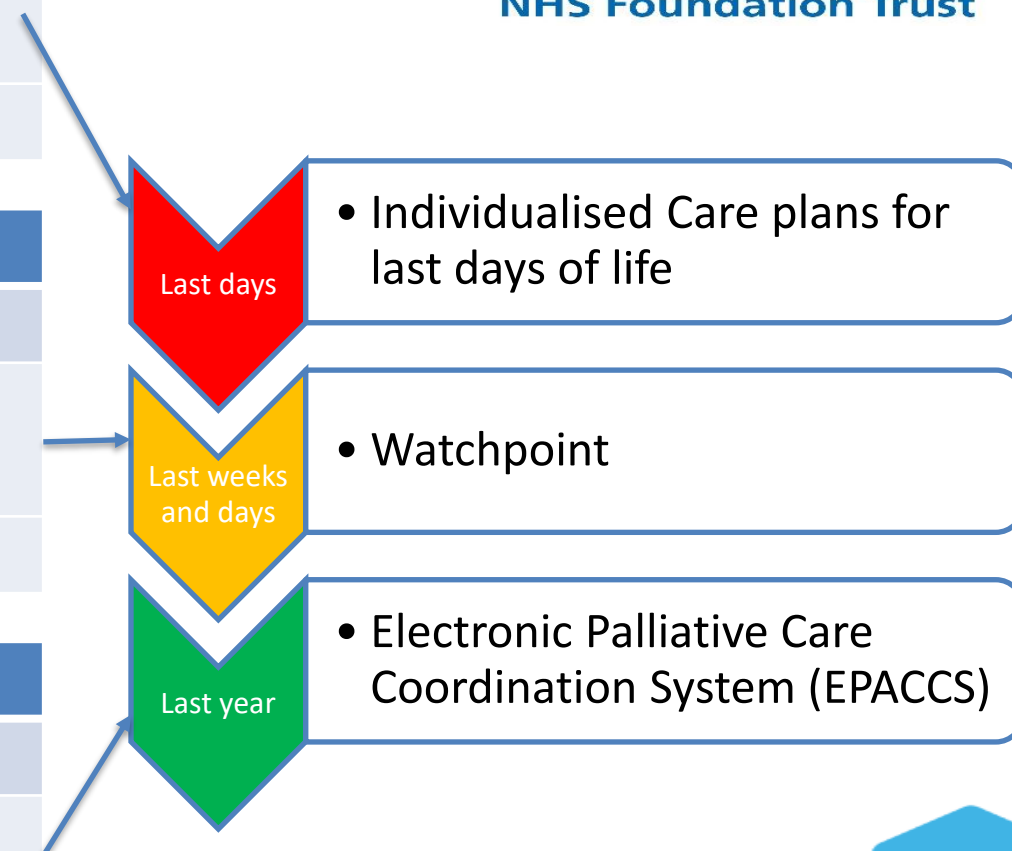 NHS Foundation Trust
Last days
• Individualised Care plans for
last days of life
Last weeks
and days
• Watchpoint
Last year
• Electronic Palliative Care
Coordination System (EPACCS)